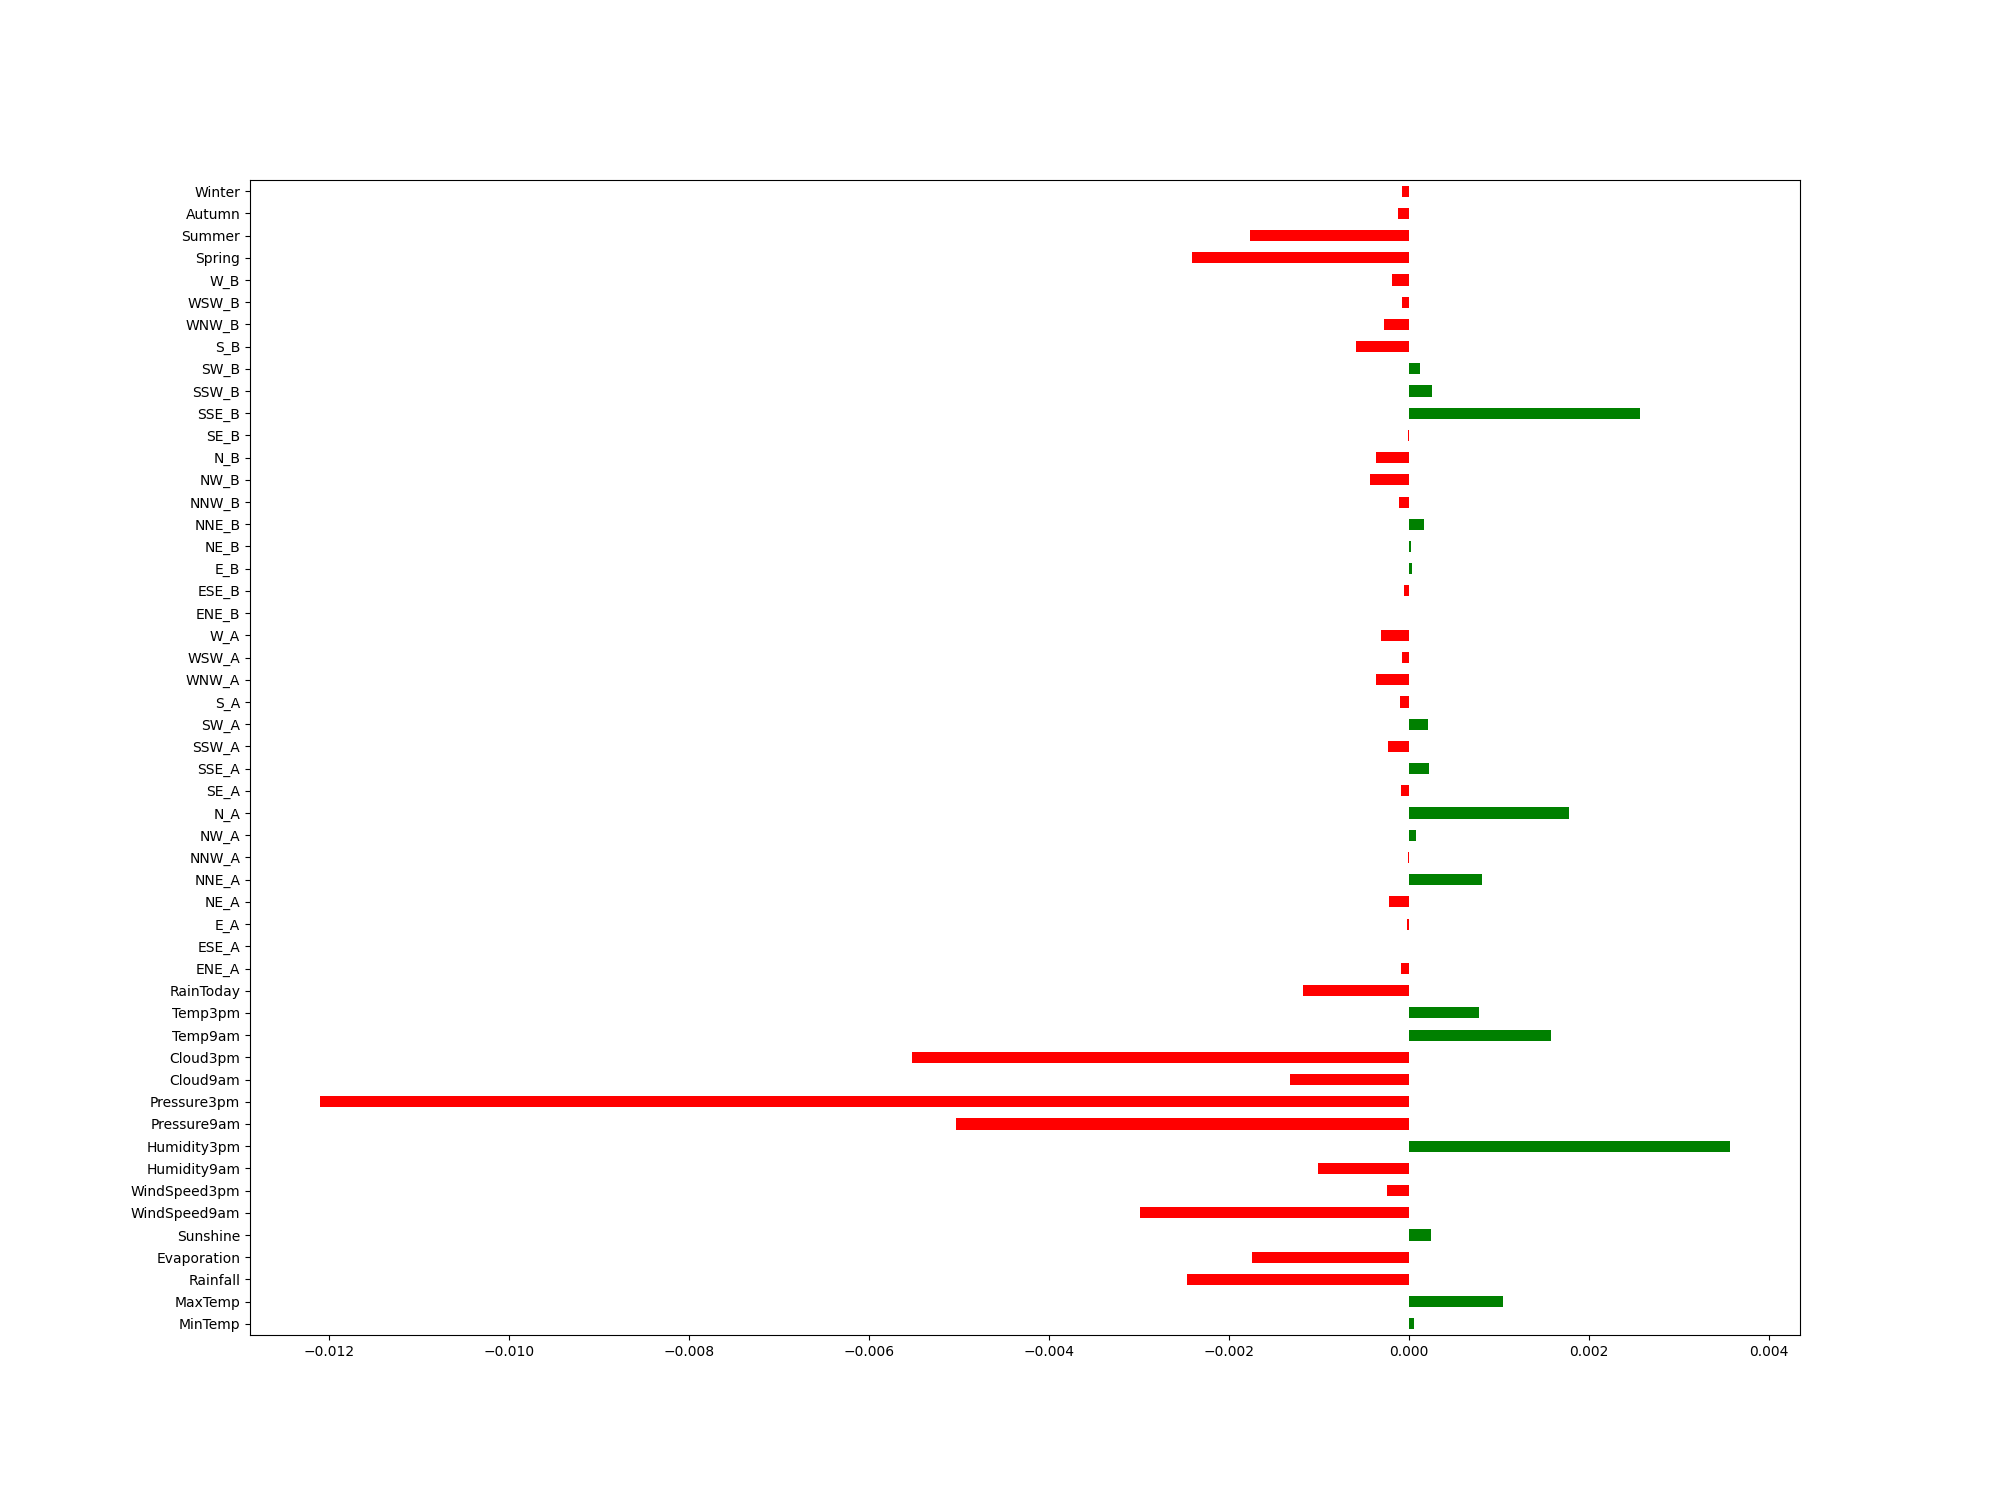 Winter
Autumn
Summer
Spring
W_B
WSW_B
WNW_B
S_B
SW_B
SSW_B
SSE_B
SE_B
N_B
NW_B
NNW_B
NNE_B
NE_B
E_B
ESE_B
ENE_B
W_A
WSW_A
WNW_A
S_A
SW_A
SSW_A
SSE_A
SE_A
N_A
NW_A
NNW_A
NNE_A
NE_A
E_A
ESE_A
ENE_A
RainToday
Temp3pm
Temp9am
Cloud3pm
Cloud9am
Pressure3pm
Pressure9am
Humidity3pm
Humidity9am
WindSpeed3pm
WindSpeed9am
Sunshine
Evaporation
Rainfall
MaxTemp
MinTemp
−0.012 −0.010 −0.008 −0.006 −0.004 −0.002 0.000 0.002 0.004